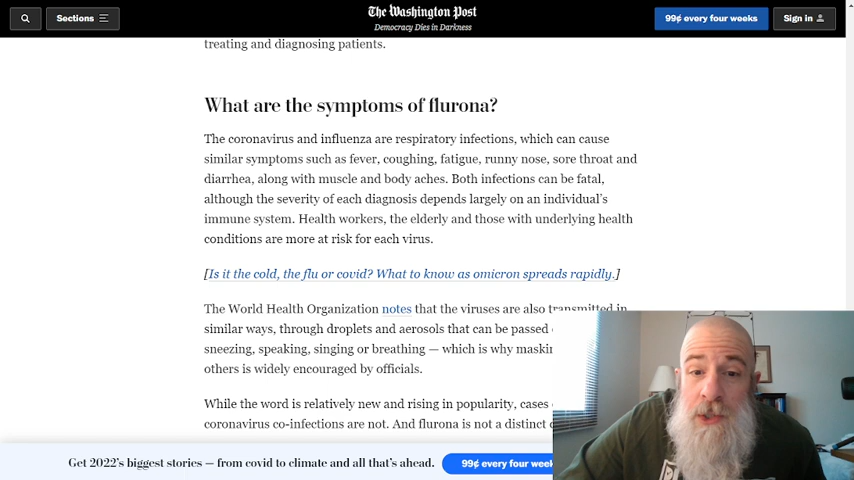 Sections
The Washington Post
Democracy Dies in Darkness
99¢ every four weeks
Sign in
treating and diagnosing patients.
What are the symptoms of flurona?
The coronavirus and influenza are respiratory infections, which can cause
similar symptoms such as fever, coughing, fatigue, runny nose, sore throat and
diarrhea, along with muscle and body aches. Both infections can be fatal,
although the severity of each diagnosis depends largely on an individual's
immune system. Health workers, the elderly and those with underlying health
conditions are more at risk for each virus.
[Is it the cold, the flu or covid? What to know as omicron spreads rapidly.]
The World Health Organization notes that the viruses are also transmitted in
similar ways, through droplets and aerosols that can be passed
sneezing, speaking, singing or breathing — which is why
others is widely encouraged by officials.
While the word is relatively new and rising in popularity, cases
coronavirus co-infections are not. And flurona is not a distinct
Get 2022's biggest stories — from covid to climate and all that's ahead.
99¢ every four